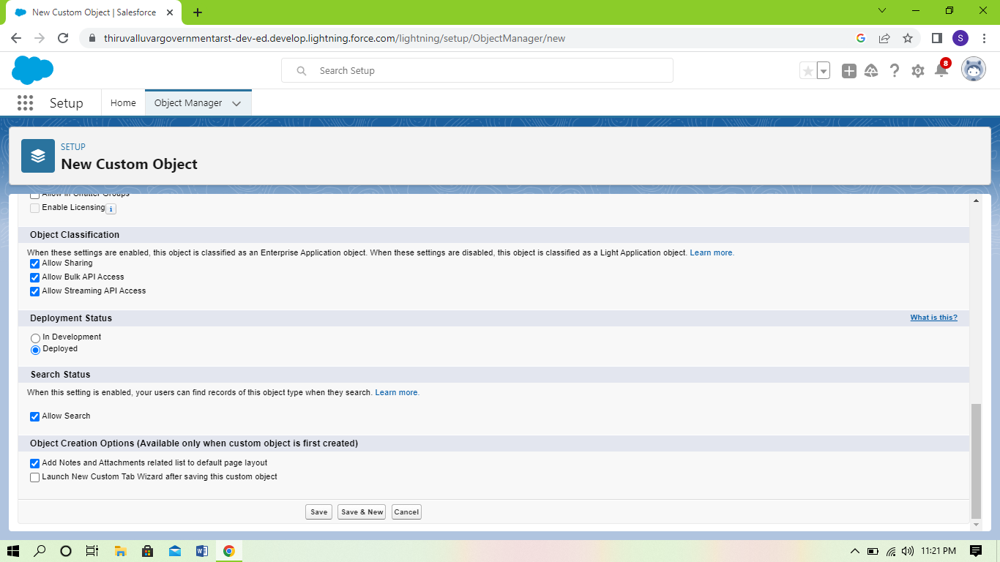 New Custom Object | Salesforce
thiruvalluvargovernmentarst-dev-ed.develop.lightning.force.com/lightning/setup/ObjectManager/new
S
Search Setup
8
Setup
Home
Object Manager
SETUP
New Custom Object
Allow in Chatter Groups
Enable Licensing i
Object Classification
When these settings are enabled, this object is classified as an Enterprise Application object. When these settings are disabled, this object is classified as a Light Application object. Learn more.
Allow Sharing
Allow Bulk API Access
Allow Streaming API Access
Deployment Status
What is this?
In Development
Deployed
Search Status
When this setting is enabled, your users can find records of this object type when they search. Learn more.
Allow Search
Object Creation Options (Available only when custom object is first created)
Add Notes and Attachments related list to default page layout
Launch New Custom Tab Wizard after saving this custom object
Save Save & New Cancel
11:21 PM